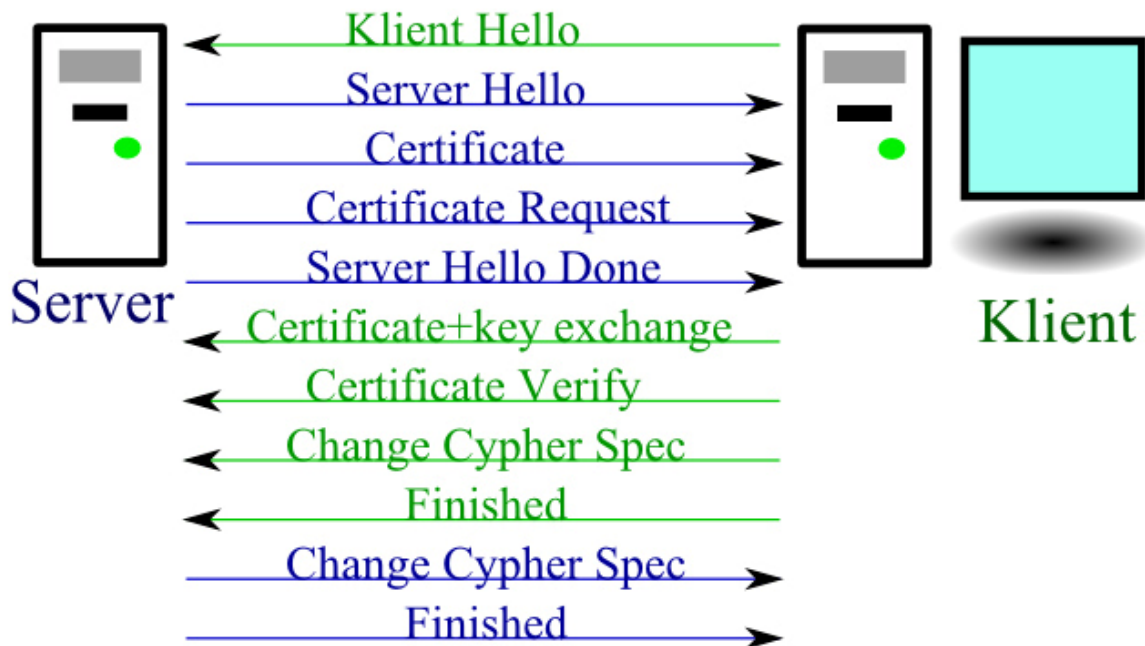 Klient Hello
Server Hello
Certificate
Certificate Request
Server Hello Done
Server
Klient
Certificate+key exchange
Certificate Verify
Change Cypher Spec
Finished
Change Cypher Spec
Finished